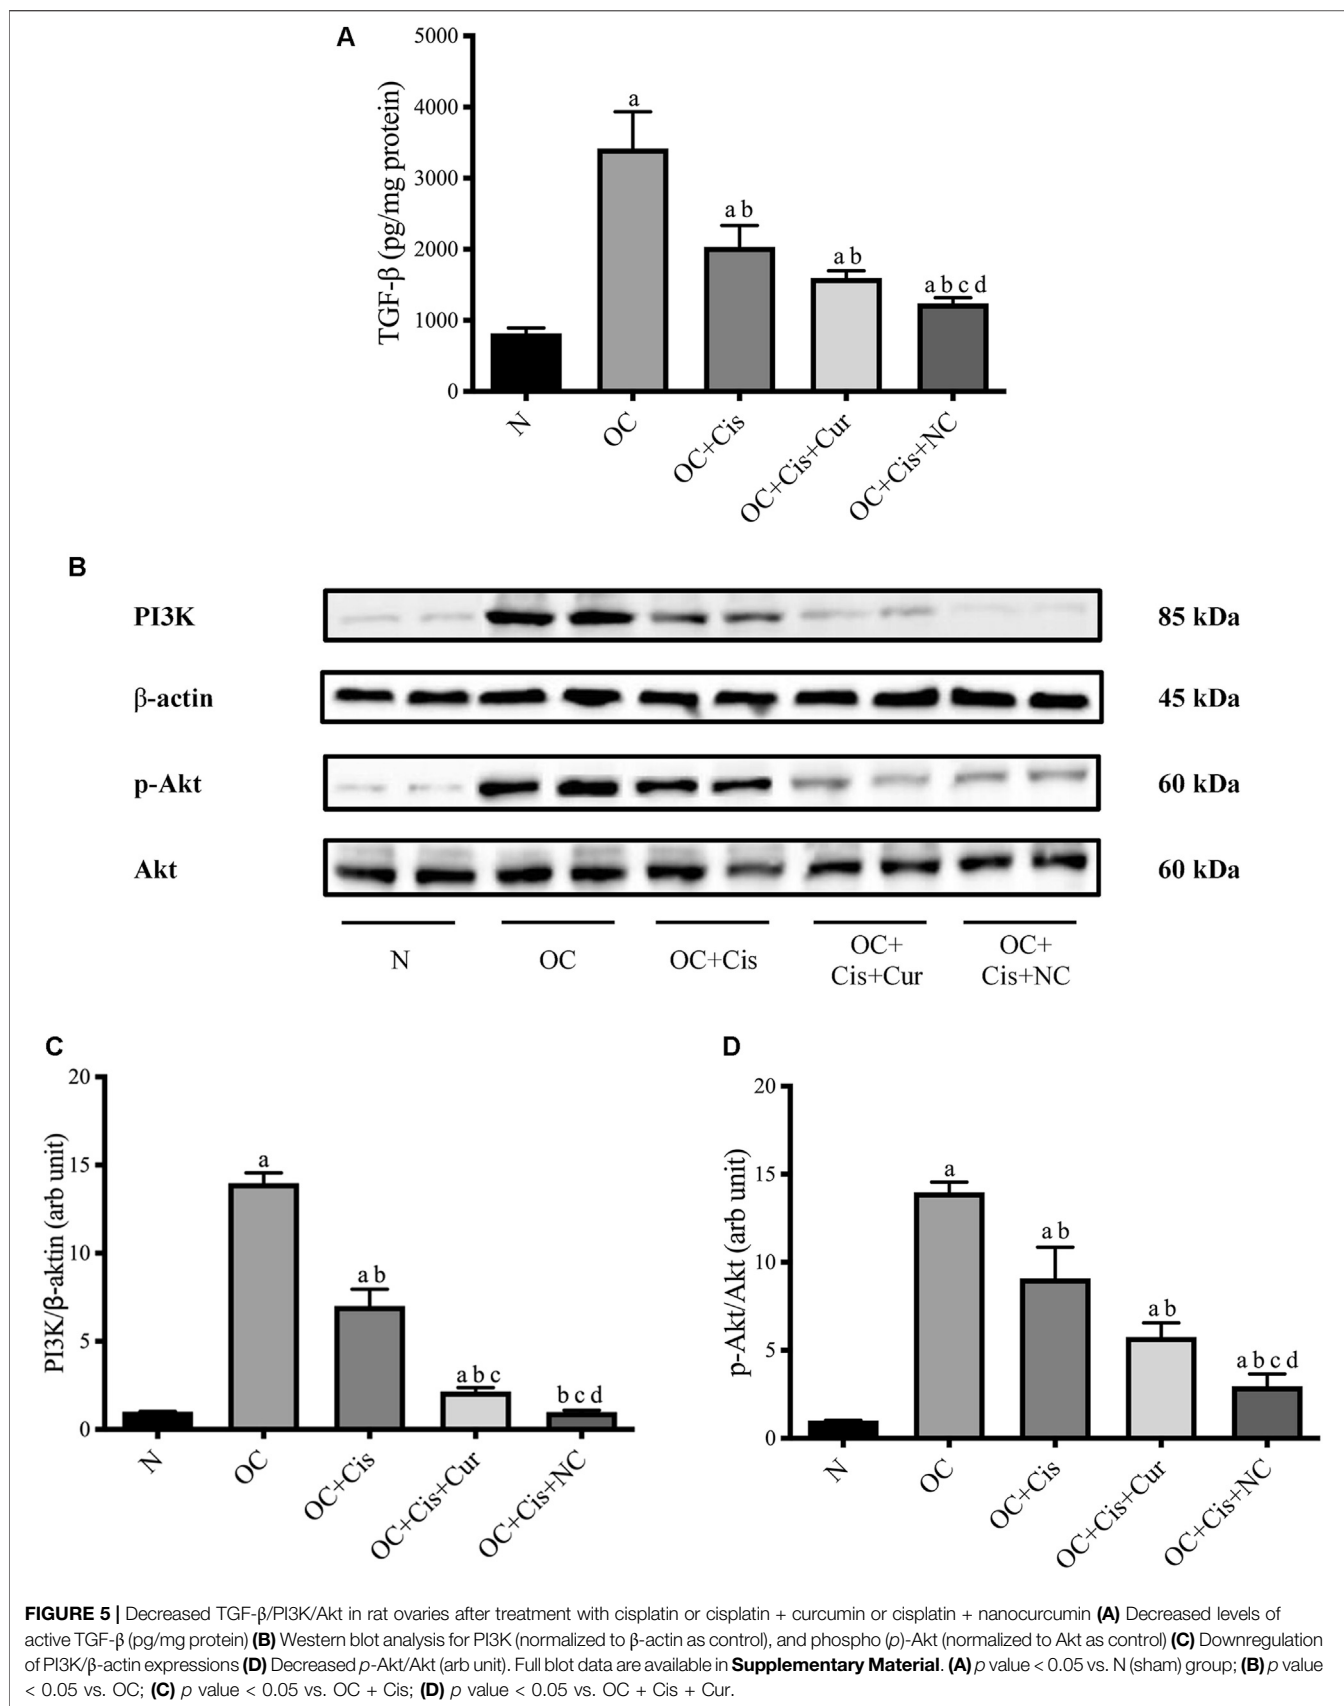 A
TGF-β (pg/mg protein)
5000
4000
3000
2000
1000
0
a
a b
a b
a b c d
N
OC
OC+Cis
OC+Cis+Cur
OC+Cis+NC
B
PI3K
85 kDa
β-actin
45 kDa
p-Akt
60 kDa
Akt
60 kDa
N
OC
OC+Cis
OC+
Cis+Cur
OC+
Cis+NC
C
PI3K/β-aktin (arb unit)
20
15
10
5
0
a
a b
a b c
b c d
N
OC
OC+Cis
OC+Cis+Cur
OC+Cis+NC
D
p-Akt/Akt (arb unit)
20
15
10
5
0
a
a b
a b
a b c d
N
OC
OC+Cis
OC+Cis+Cur
OC+Cis+NC
FIGURE 5 | Decreased TGF-β/PI3K/Akt in rat ovaries after treatment with cisplatin or cisplatin + curcumin or cisplatin + nanocurcumin (A) Decreased levels of
active TGF-β (pg/mg protein) (B) Western blot analysis for PI3K (normalized to β-actin as control), and phospho (p)-Akt (normalized to Akt as control) (C) Downregulation
of PI3K/β-actin expressions (D) Decreased p-Akt/Akt (arb unit). Full blot data are available in Supplementary Material. (A) p value < 0.05 vs. N (sham) group; (B) p value
< 0.05 vs. OC; (C) p value < 0.05 vs. OC + Cis; (D) p value < 0.05 vs. OC + Cis + Cur.